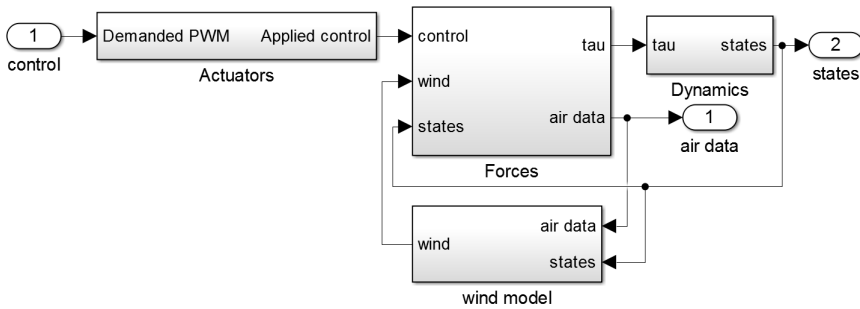 1
control
Demanded PWM
Applied control
Actuators
control
wind
states
tau
air data
Forces
tau
states
Dynamics
2
states
1
air data
wind
air data
states
wind model